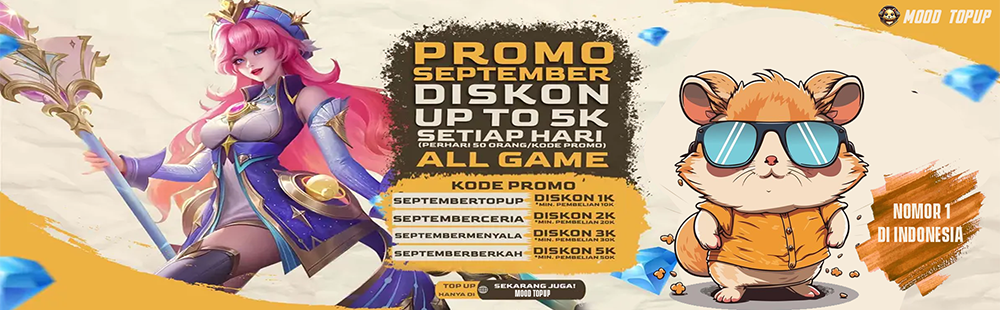 MOOD TOPUP
PROMO
SEPTEMBER
DISKON
UP TO 5K
SETIAP HARI
(PERHARI 50 ORANG/KODE PROMO)
ALL GAME
KODE PROMO
SEPTEMBERTOPUP DISKON 1K
*MIN. PEMBELIAN 10K
SEPTEMBERCERIA DISKON 2K
*MIN. PEMBELIAN 20K
SEPTEMBERMENYALA DISKON 3K
*MIN. PEMBELIAN 30K
SEPTEMBERBERKAH DISKON 5K
*MIN. PEMBELIAN 50K
TOP UP
HANYA DI
SEKARANG JUGA!
MOOD TOPUP
NOMOR 1
DI INDONESIA